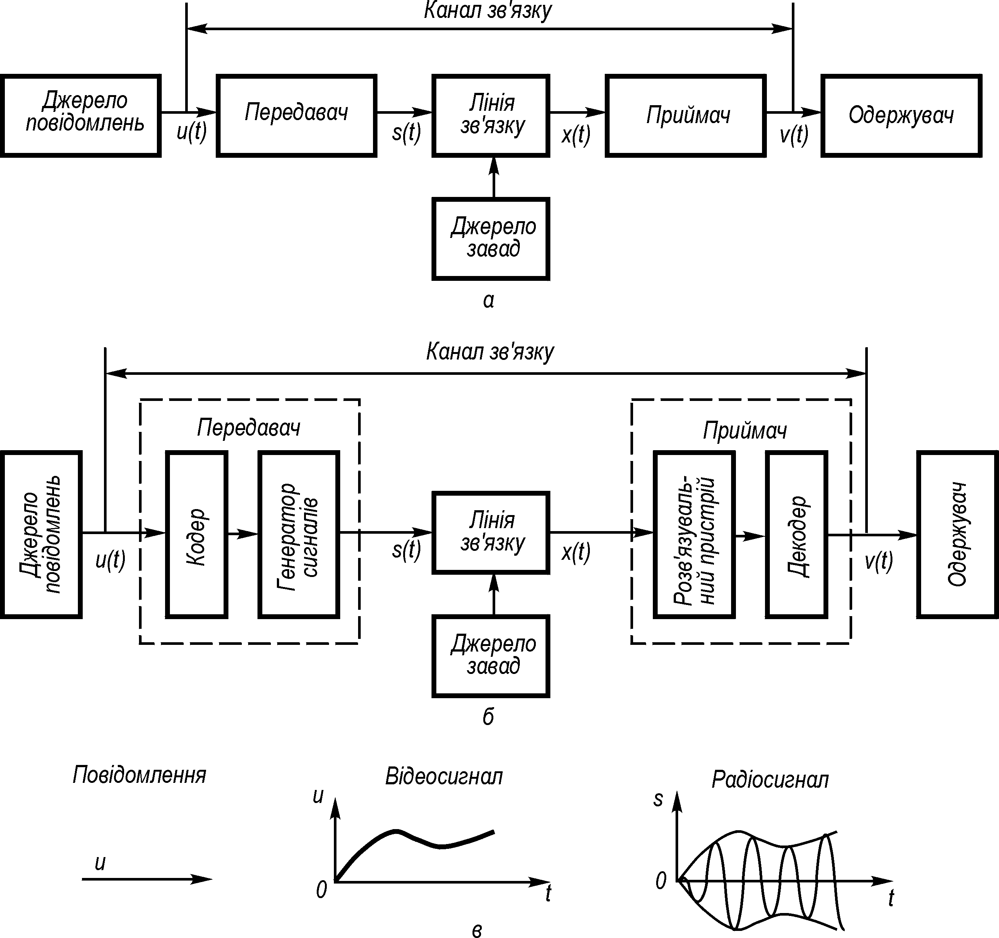 Канал зв'язку
Джерело
повідомлень
u(t)
Передавач
s(t)
Лінія
зв'язку
x(t)
Приймач
v(t)
Одержувач
Джерело
завад
а
Канал зв'язку
Передавач
Приймач
Джерело
повідомлень
u(t)
Кодер
Генератор
сигналів
s(t)
Лінія
зв'язку
x(t)
Розв'язуваль-
ний пристрій
Декодер
v(t)
Одержувач
Джерело
завад
б
Повідомлення
Відеосигнал
Радіосигнал
u
u
0
t
s
0
t
в